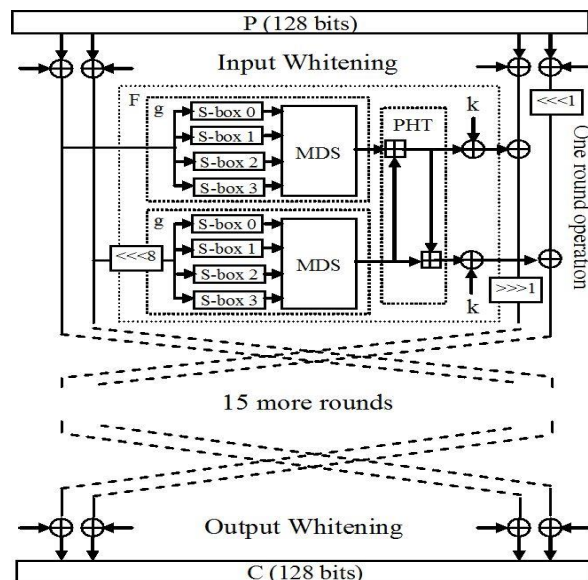 P (128 bits)
Input Whitening
<<<1
F
g
S-box 0
S-box 1
S-box 2
S-box 3
MDS
PHT
k
One round operation
g
<<<8
S-box 0
S-box 1
S-box 2
S-box 3
MDS
k
>>>1
15 more rounds
Output Whitening
C (128 bits)